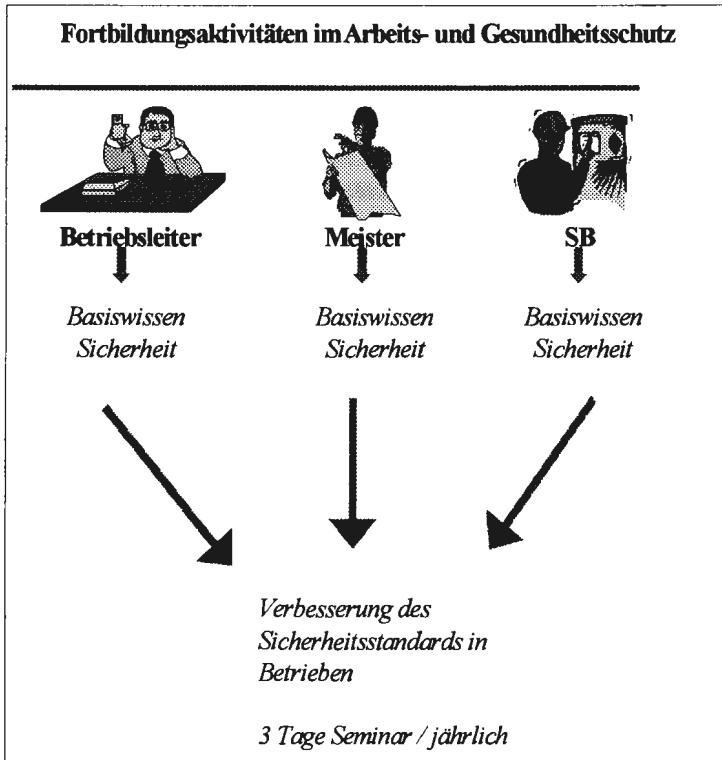 Fortbildungsaktivitäten im Arbeits- und Gesundheitsschutz
Betriebsleiter Meister SB
Basiswissen Basiswissen Basiswissen
Sicherheit Sicherheit Sicherheit
Verbesserung des
Sicherheitsstandards in
Betrieben
3 Tage Seminar / jährlich